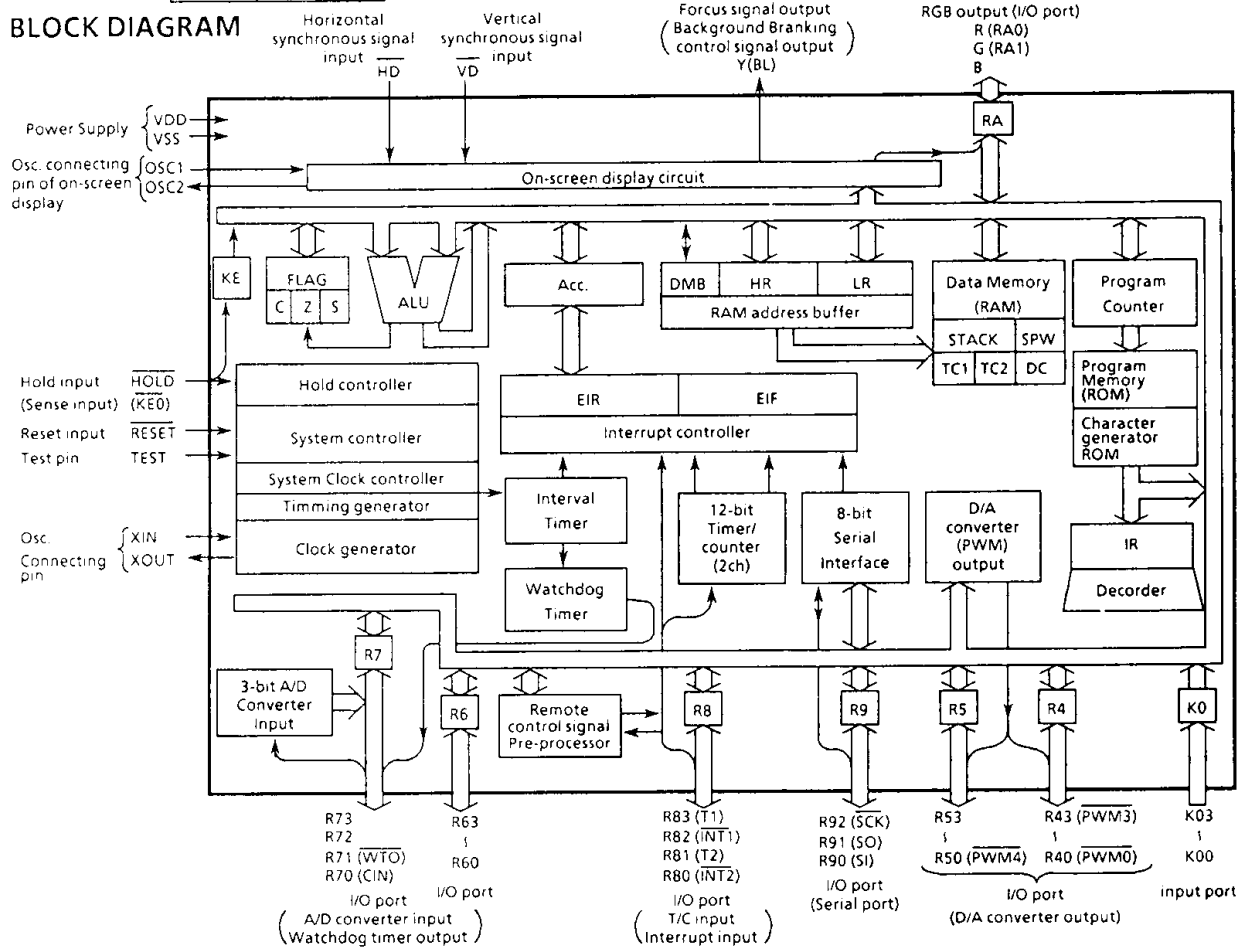 BLOCK DIAGRAM
Horizontal
synchronous signal
input
HD
Vertical
synchronous signal
input
VD
Forcus signal output
(Background Branking
control signal output)
Y(BL)
RGB output (I/O port)
R (RA0)
G (RA1)
B
Power Supply
VDD
VSS
RA
Osc. connecting
pin of on-screen
display
OSC1
OSC2
On-screen display circuit
KE
FLAG
C Z S
ALU
Acc.
DMB HR LR
RAM address buffer
Data Memory
(RAM)
STACK SPW
TC1 TC2 DC
Program
Counter
Program
Memory
(ROM)
Character
generator
ROM
Hold input HOLD
(Sense input) (KE0)
Reset input RESET
Test pin TEST
Hold controller
System controller
System Clock controller
Timming generator
Clock generator
EIR EIF
Interrupt controller
Osc.
Connecting
pin
XIN
XOUT
Interval
Timer
Watchdog
Timer
12-bit
Timer/
counter
(2ch)
8-bit
Serial
Interface
D/A
converter
(PWM)
output
IR
Decorder
3-bit A/D
Converter
Input
R7
R6
Remote
control signal
Pre-processor
R8
R9
R5
R4
K0
R73
R72
R71 (WTO)
R70 (CIN)
I/O port
(A/D converter input
Watchdog timer output)
R63
~
R60
I/O port
R83 (T1)
R82 (INT1)
R81 (T2)
R80 (INT2)
I/O port
(T/C input
Interrupt input)
R92 (SCK)
R91 (SO)
R90 (SI)
I/O port
(Serial port)
R53
~
R50 (PWM4)
R43 (PWM3)
~
R40 (PWM0)
I/O port
(D/A converter output)
K03
~
K00
input port